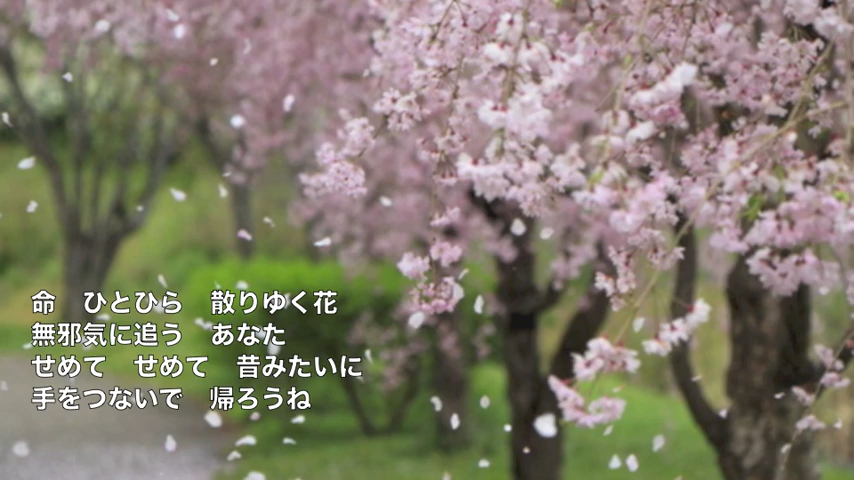 命　ひとひら　散りゆく花
無邪気に追う　あなた
せめて　せめて　昔みたいに
手をつないで　帰ろうね